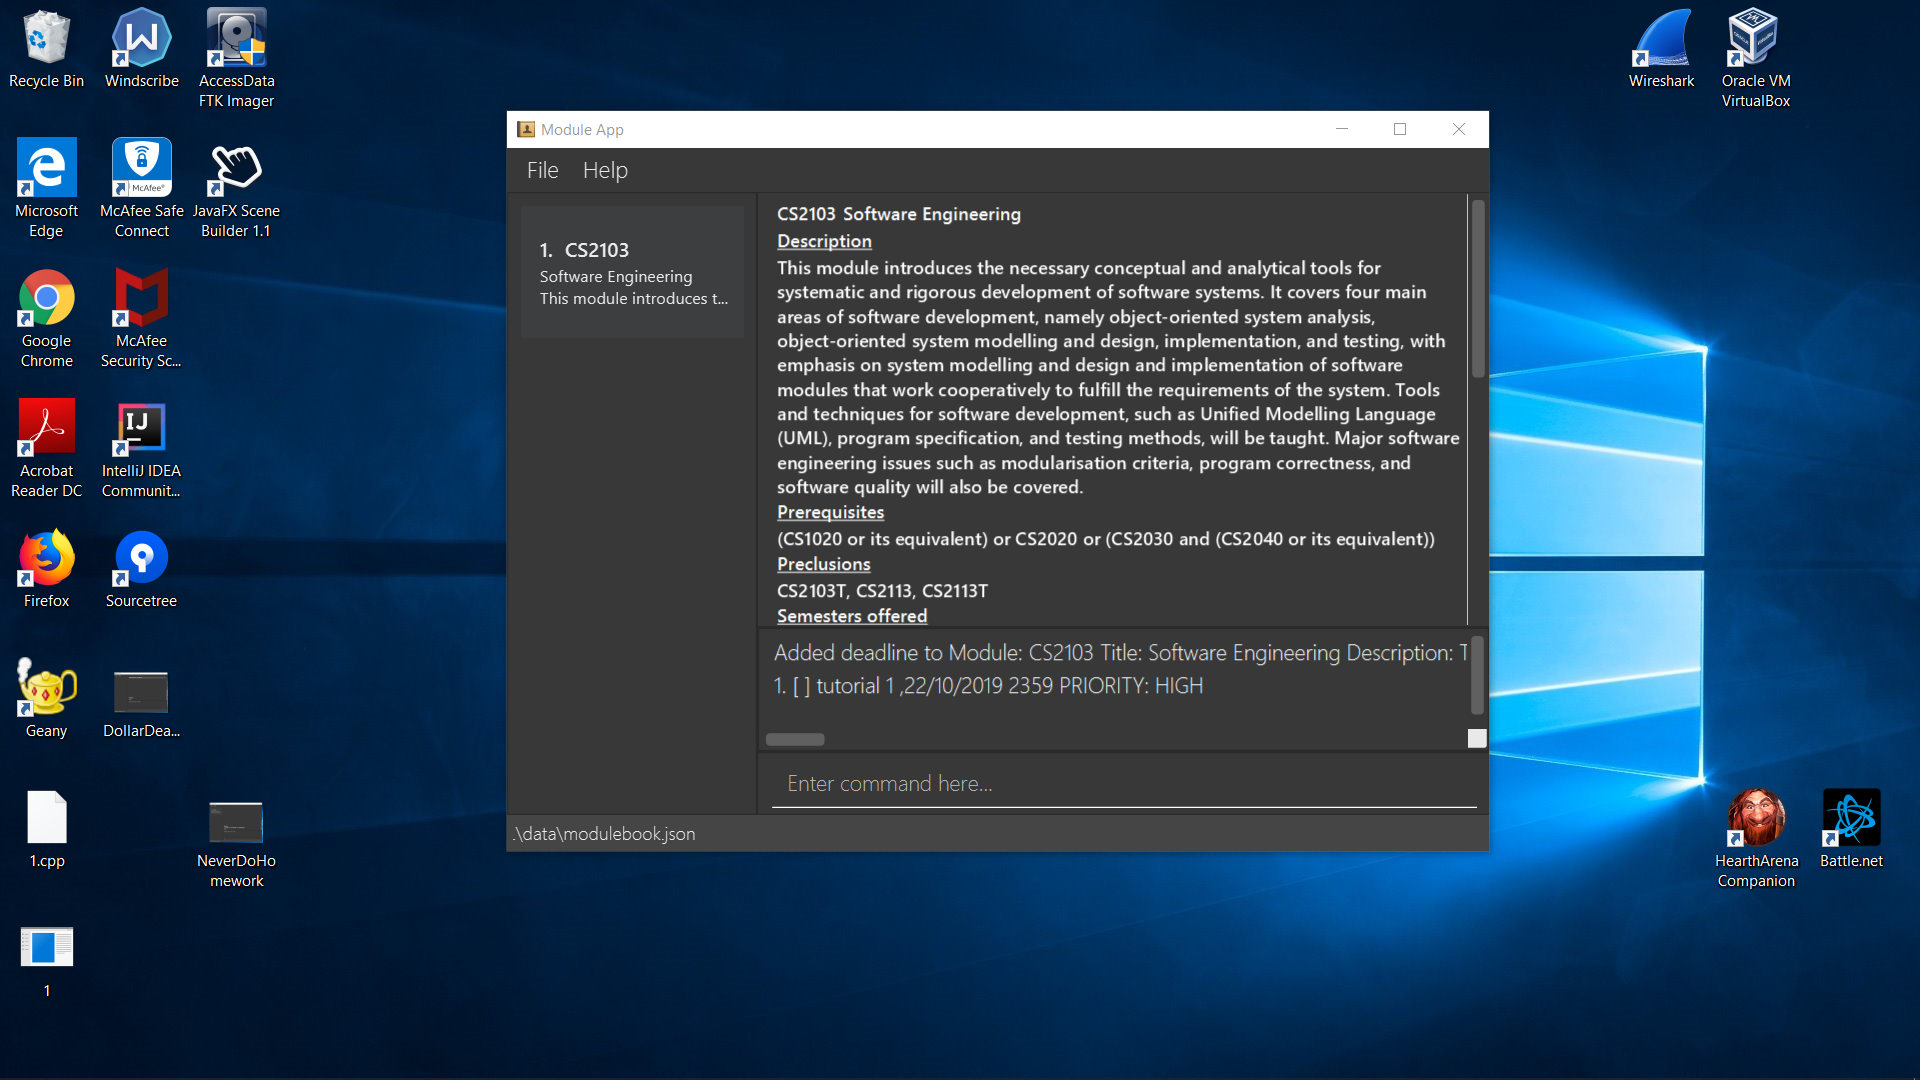 Recycle Bin
Windscribe
AccessData
FTK Imager
Wireshark
Oracle VM
VirtualBox
Microsoft
Edge
McAfee Safe
Connect
JavaFX Scene
Builder 1.1
Google
Chrome
McAfee
Security Sc...
Acrobat
Reader DC
IntelliJ IDEA
Communit...
Firefox
Sourcetree
Geany
DollarDea...
1.cpp
NeverDoHo
mework
1
HearthArena
Companion
Battle.net
McAfee®
IJ
Module App
File Help
1. CS2103
Software Engineering
This module introduces t...
CS2103 Software Engineering
Description
This module introduces the necessary conceptual and analytical tools for
systematic and rigorous development of software systems. It covers four main
areas of software development, namely object-oriented system analysis,
object-oriented system modelling and design, implementation, and testing, with
emphasis on system modelling and design and implementation of software
modules that work cooperatively to fulfill the requirements of the system. Tools
and techniques for software development, such as Unified Modelling Language
(UML), program specification, and testing methods, will be taught. Major software
engineering issues such as modularisation criteria, program correctness, and
software quality will also be covered.
Prerequisites
(CS1020 or its equivalent) or CS2020 or (CS2030 and (CS2040 or its equivalent))
Preclusions
CS2103T, CS2113, CS2113T
Semesters offered
Added deadline to Module: CS2103 Title: Software Engineering Description: T
1. [ ] tutorial 1 ,22/10/2019 2359 PRIORITY: HIGH
Enter command here...
.\data\modulebook.json